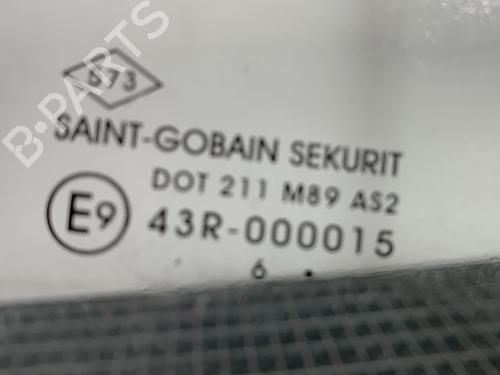 573
SAINT-GOBAIN SEKURIT
DOT 211 M89 AS2
E9 43R-000015
6 .
B-PARTS